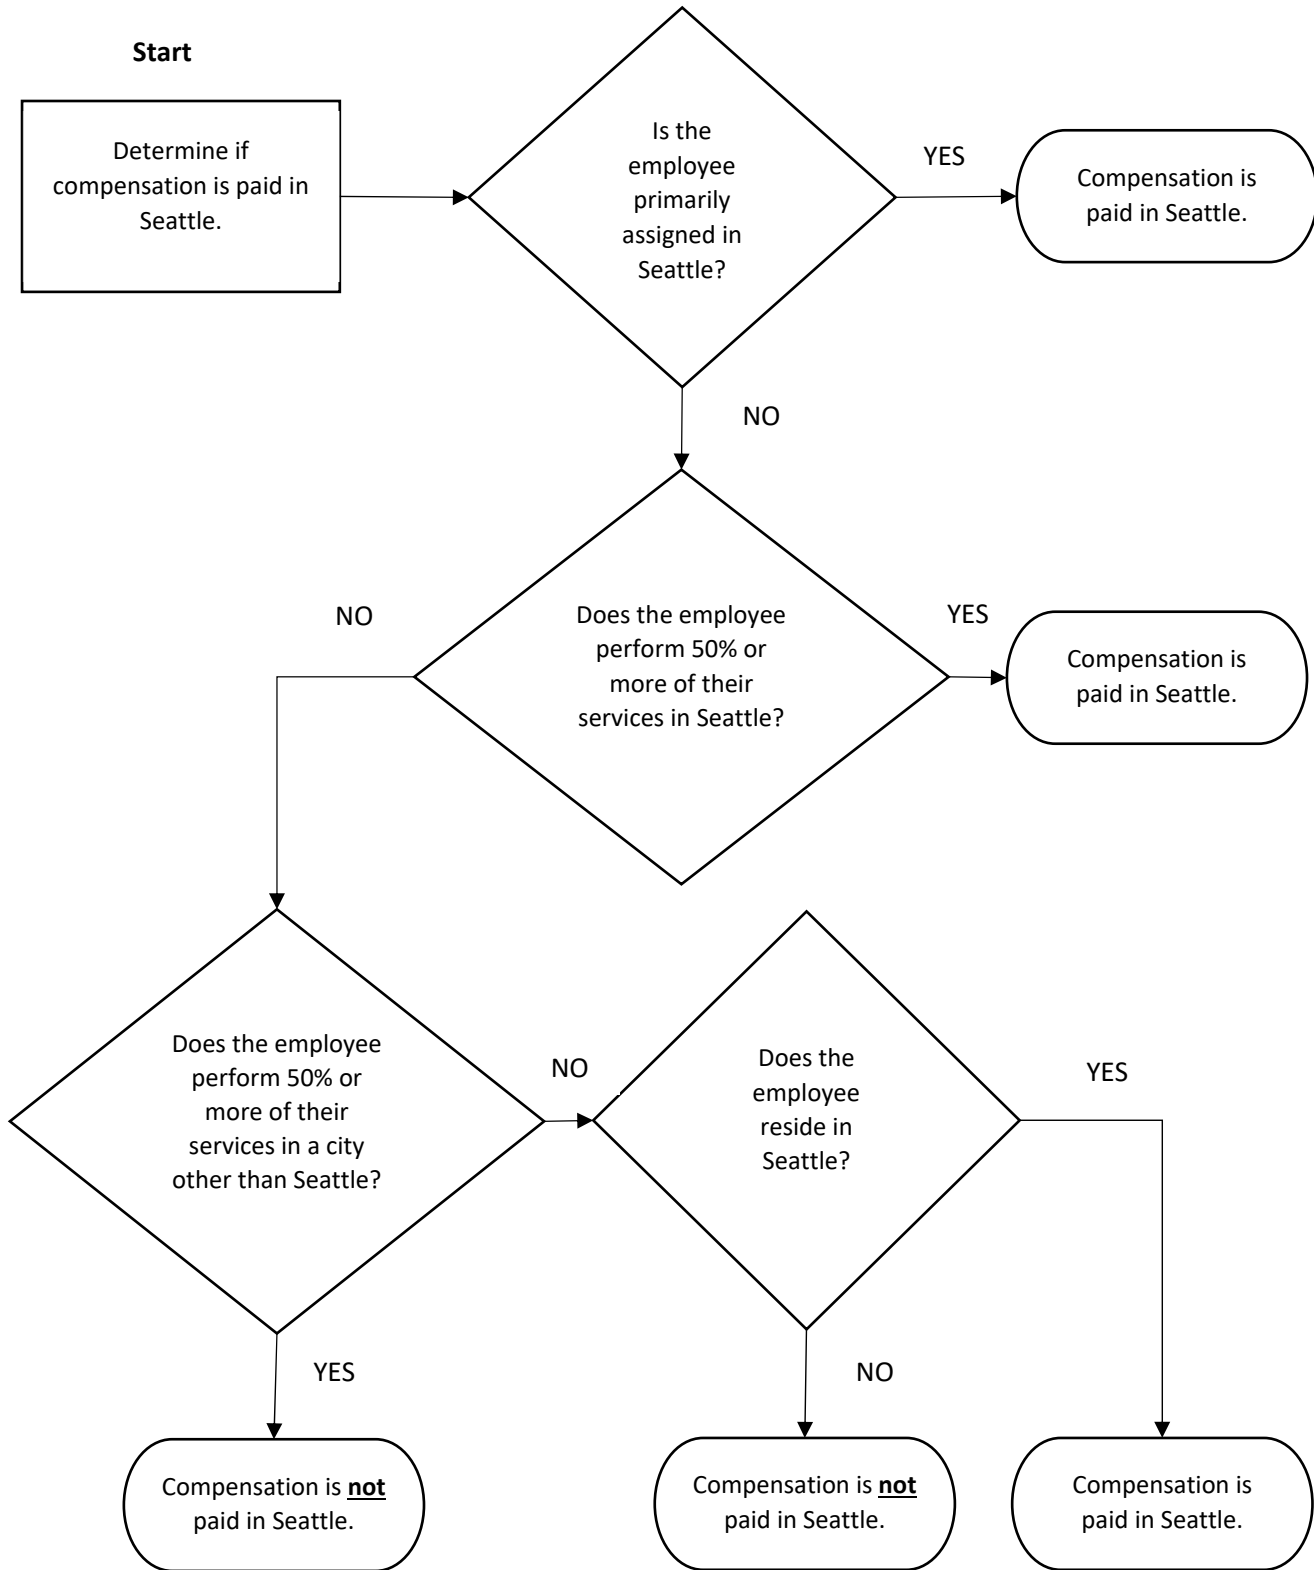 Start
Determine if
compensation is paid in
Seattle.
Is the
employee
primarily
assigned in
Seattle?
YES
Compensation is
paid in Seattle.
NO
Does the employee
perform 50% or
more of their
services in Seattle?
YES
Compensation is
paid in Seattle.
NO
Does the employee
perform 50% or
more of their
services in a city
other than Seattle?
NO
Does the
employee
reside in
Seattle?
YES
YES
NO
Compensation is not
paid in Seattle.
Compensation is not
paid in Seattle.
Compensation is
paid in Seattle.